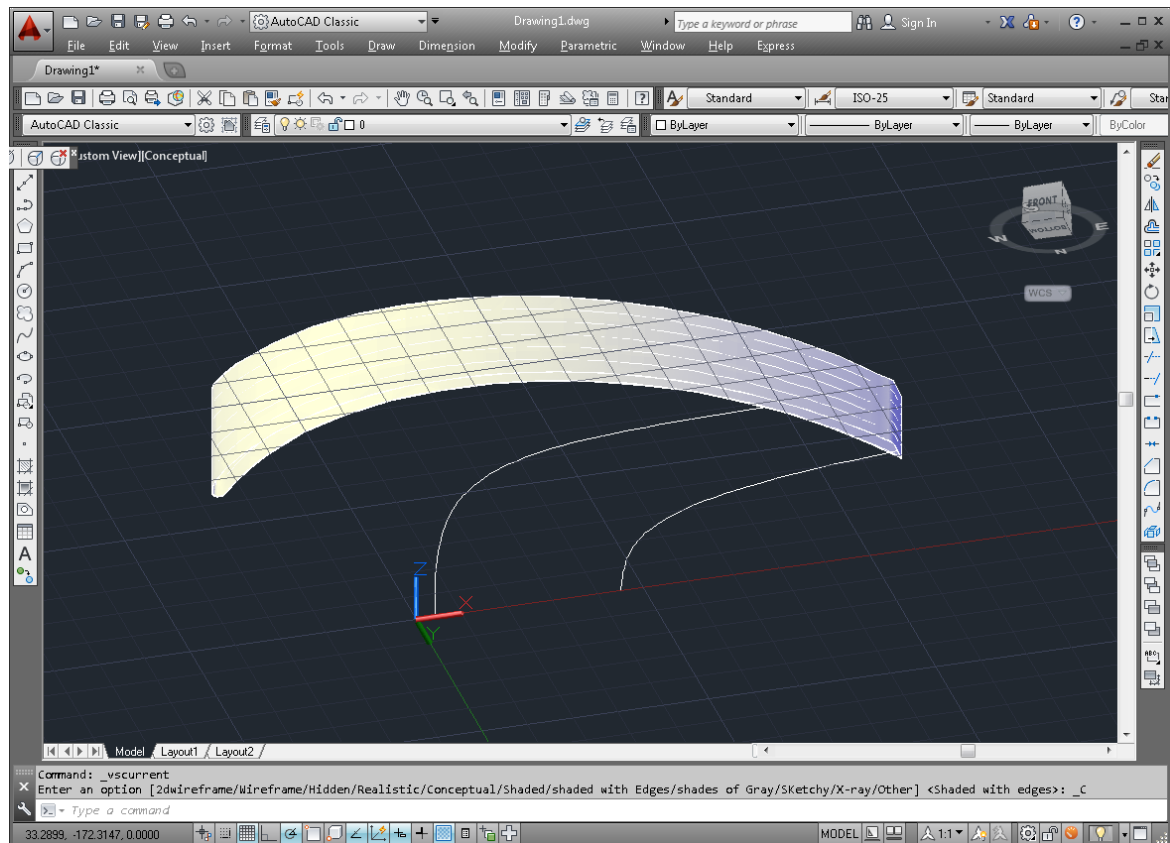 AutoCAD Classic
Drawing1.dwg
Type a keyword or phrase
Sign In
File Edit View Insert Format Tools Draw Dimension Modify Parametric Window Help Express
Drawing1*
Standard
ISO-25
Standard
Star
AutoCAD Classic
0
ByLayer
ByLayer
ByLayer
ByColor
ustom View][Conceptual]
FRONT
BOTTOM
S
W
E
N
WCS
Z
X
Y
A
ABC
Model Layout1 Layout2
Command: _vscurrent
Enter an option [2dwireframe/Wireframe/Hidden/Realistic/Conceptual/Shaded/shaded with Edges/shades of Gray/SKetchy/X-ray/Other] <Shaded with edges>: _C
Type a command
33.2899, -172.3147, 0.0000
MODEL
1:1